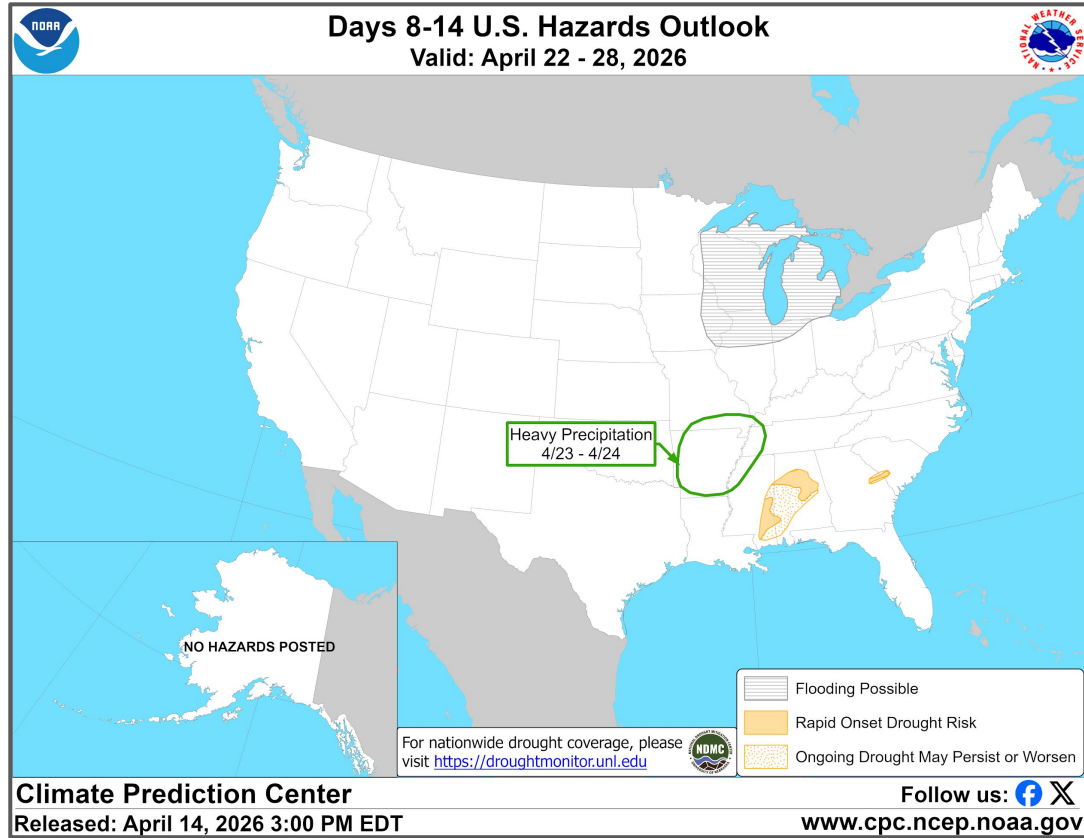 NOAA
Days 8-14 U.S. Hazards Outlook
Valid: April 22 - 28, 2026
NATIONAL WEATHER SERVICE
Heavy Precipitation
4/23 - 4/24
NO HAZARDS POSTED
For nationwide drought coverage, please
visit https://droughtmonitor.unl.edu
NDMC
Flooding Possible
Rapid Onset Drought Risk
Ongoing Drought May Persist or Worsen
Climate Prediction Center
Follow us:
Released: April 14, 2026 3:00 PM EDT
www.cpc.ncep.noaa.gov